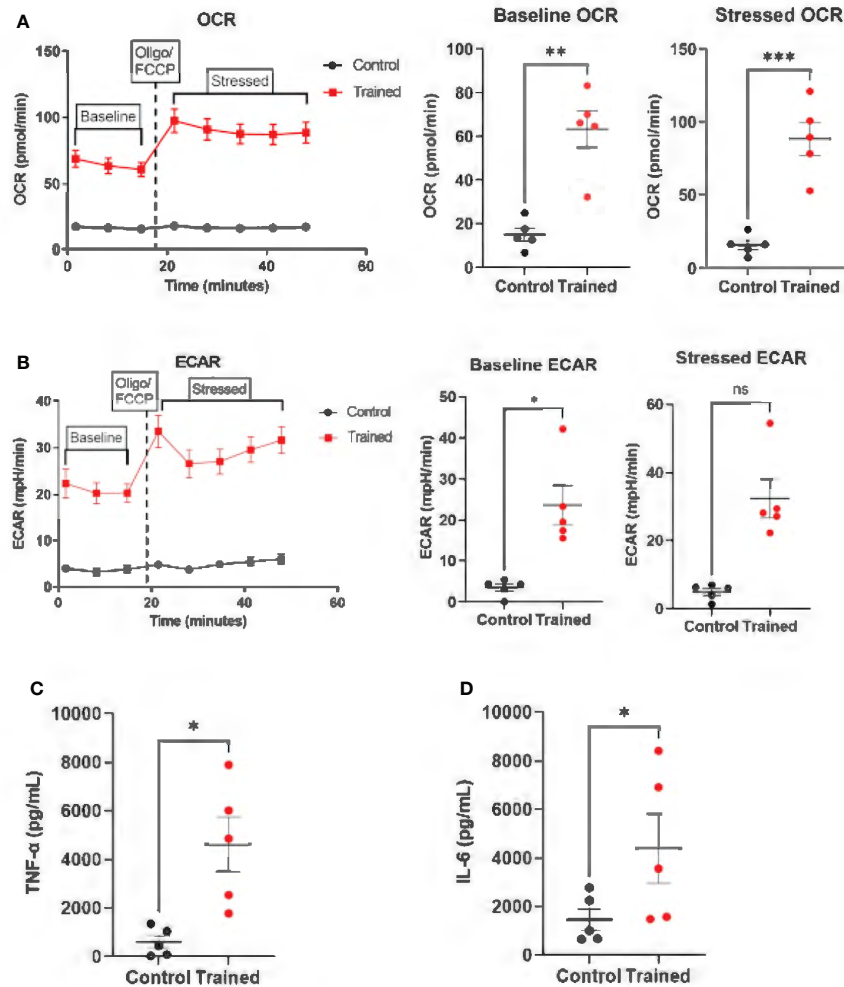 A
OCR
Oligo/
FCCP
Control
Trained
Stressed
Baseline
OCR (pmol/min)
150
100
50
0
0 20 40 60
Time (minutes)
Baseline OCR
**
OCR (pmol/min)
100
80
60
40
20
0
Control Trained
Stressed OCR
***
OCR (pmol/min)
150
100
50
0
Control Trained
B
ECAR
Oligo/
FCCP
Stressed
Baseline
Control
Trained
ECAR (mpH/min)
40
30
20
10
0
0 20 40 60
Time (minutes)
Baseline ECAR
*
ECAR (mpH/min)
50
40
30
20
10
0
Control Trained
Stressed ECAR
ns
ECAR (mpH/min)
60
40
20
0
Control Trained
C
*
TNF-α (pg/mL)
10000
8000
6000
4000
2000
0
Control Trained
D
*
IL-6 (pg/mL)
10000
8000
6000
4000
2000
0
Control Trained